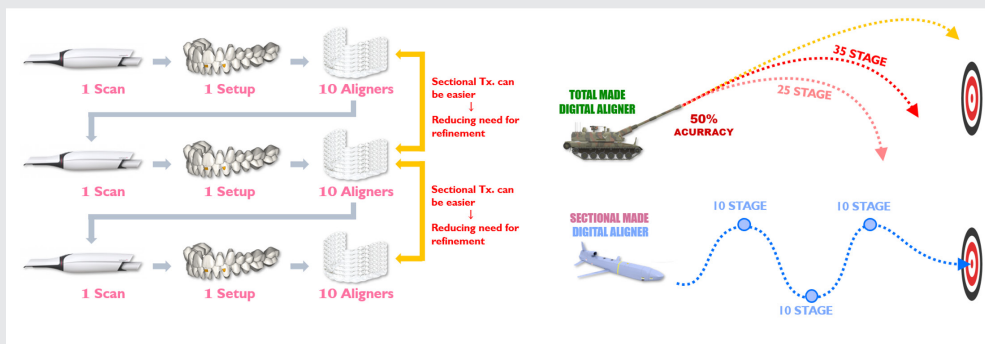 1 Scan
1 Setup
10 Aligners
Sectional Tx. can
be easier
↓
Reducing need for
refinement
1 Scan
1 Setup
10 Aligners
Sectional Tx. can
be easier
↓
Reducing need for
refinement
1 Scan
1 Setup
10 Aligners
TOTAL MADE
DIGITAL ALIGNER
50%
ACURRACY
35 STAGE
25 STAGE
SECTIONAL MADE
DIGITAL ALIGNER
10 STAGE
10 STAGE
10 STAGE